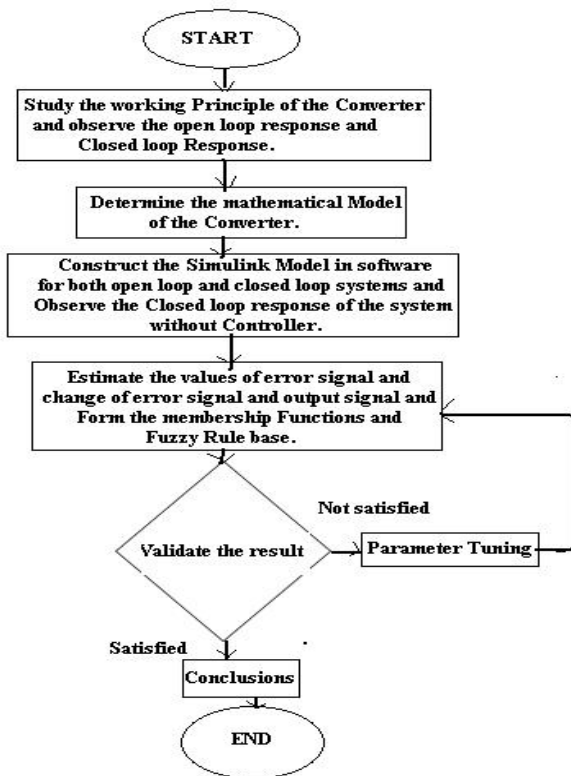 START
Study the working Principle of the Converter
and observe the open loop response and
Closed loop Response.
Determine the mathematical Model
of the Converter.
Construct the Simulink Model in software
for both open loop and closed loop systems and
Observe the Closed loop response of the system
without Controller.
Estimate the values of error signal and
change of error signal and output signal and
Form the membership Functions and
Fuzzy Rule base.
Not satisfied
Validate the result
Parameter Tuning
Satisfied
Conclusions
END